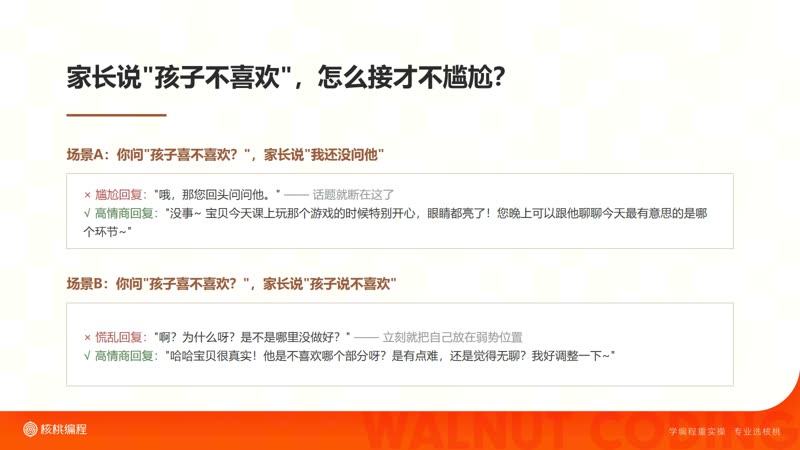 家长说"孩子不喜欢"，怎么接才不尴尬？
场景A：你问"孩子喜不喜欢？"，家长说"我还没问他"
× 尴尬回复："哦，那您回头问问他。" —— 话题就断在这了
√ 高情商回复："没事~ 宝贝今天课上玩那个游戏的时候特别开心，眼睛都亮了！您晚上可以跟他聊聊今天最有意思的是哪
个环节~"
场景B：你问"孩子喜不喜欢？"，家长说"孩子说不喜欢"
× 慌乱回复："啊？为什么呀？是不是哪里没做好？" —— 立刻就把自己放在弱势位置
√ 高情商回复："哈哈宝贝很真实！他是不喜欢哪个部分呀？是有点难，还是觉得无聊？我好调整一下~"
核桃编程
WALNUT CODING
学编程重实操 专业选核桃